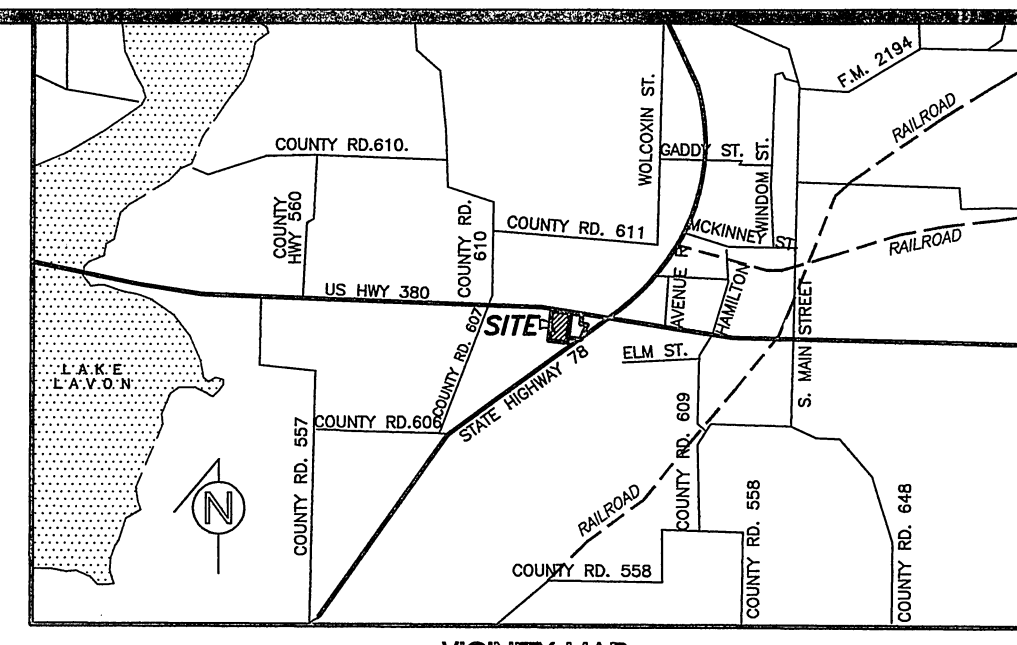 F.M. 2194
RAILROAD
WOLCOXIN ST.
GADDY ST.
WINDOM ST.
COUNTY RD.610.
COUNTY
HWY 560
COUNTY RD.
610
COUNTY RD. 611
MCKINNEY ST
RAILROAD
AVENUE
HAMILTON
US HWY 380
SITE
COUNTY RD. 607
STATE HIGHWAY 78
ELM ST.
S. MAIN STREET
LAKE
LAVON
COUNTY RD.606
COUNTY RD. 557
N
COUNTY RD. 609
RAILROAD
COUNTY RD. 558
COUNTY RD. 558
COUNTY RD. 648
VICINITY MAP